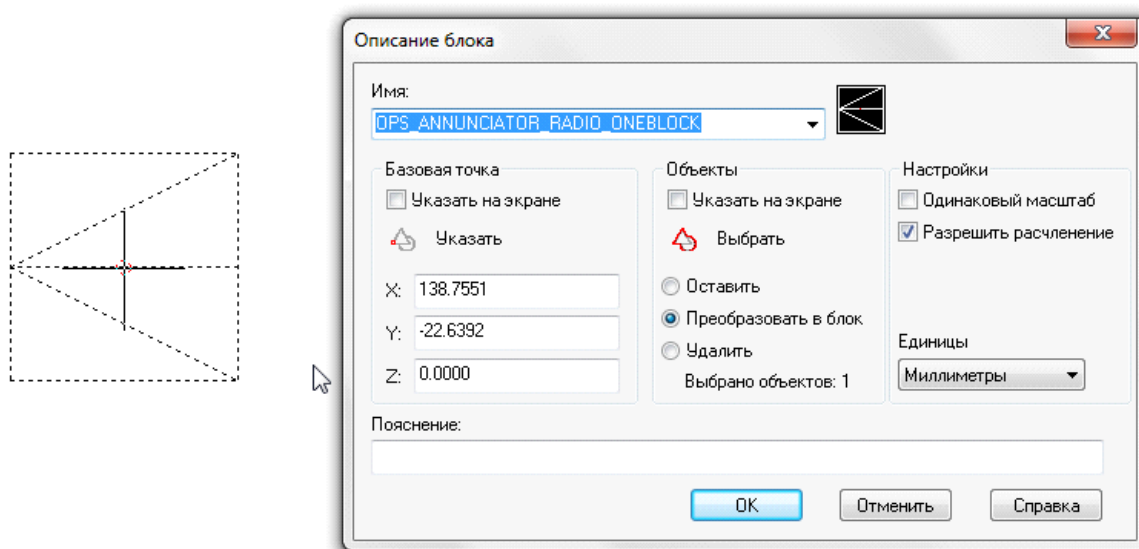 Описание блока
Имя:
OPS_ANNUNCIATOR_RADIO_ONEBLOCK
Базовая точка
Указать на экране
Указать
X: 138.7551
Y: -22.6392
Z: 0.0000
Объекты
Указать на экране
Выбрать
Оставить
Преобразовать в блок
Удалить
Выбрано объектов: 1
Настройки
Одинаковый масштаб
Разрешить расчленение
Единицы
Миллиметры
Пояснение:
OK
Отменить
Справка